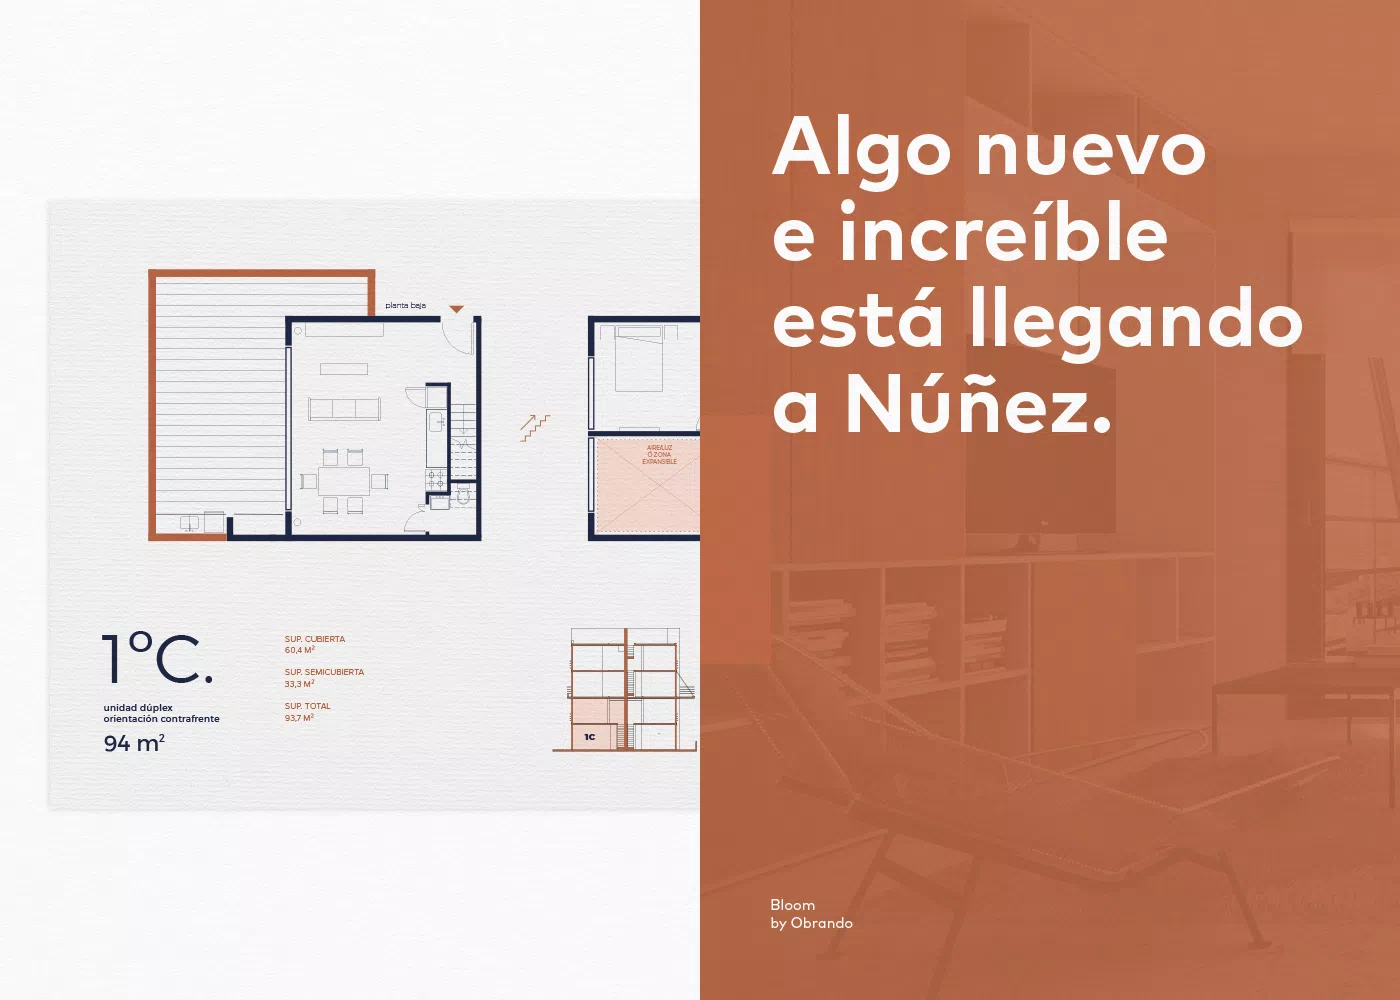 planta baja
AIRE/LUZ
Ó ZONA
EXPANSIBLE
1°C.
unidad dúplex
orientación contrafrente
94 m²
SUP. CUBIERTA
60,4 M²
SUP. SEMICUBIERTA
33,3 M²
SUP. TOTAL
93,7 M²
1C
Algo nuevo
e increíble
está llegando
a Núñez.
Bloom
by Obrando